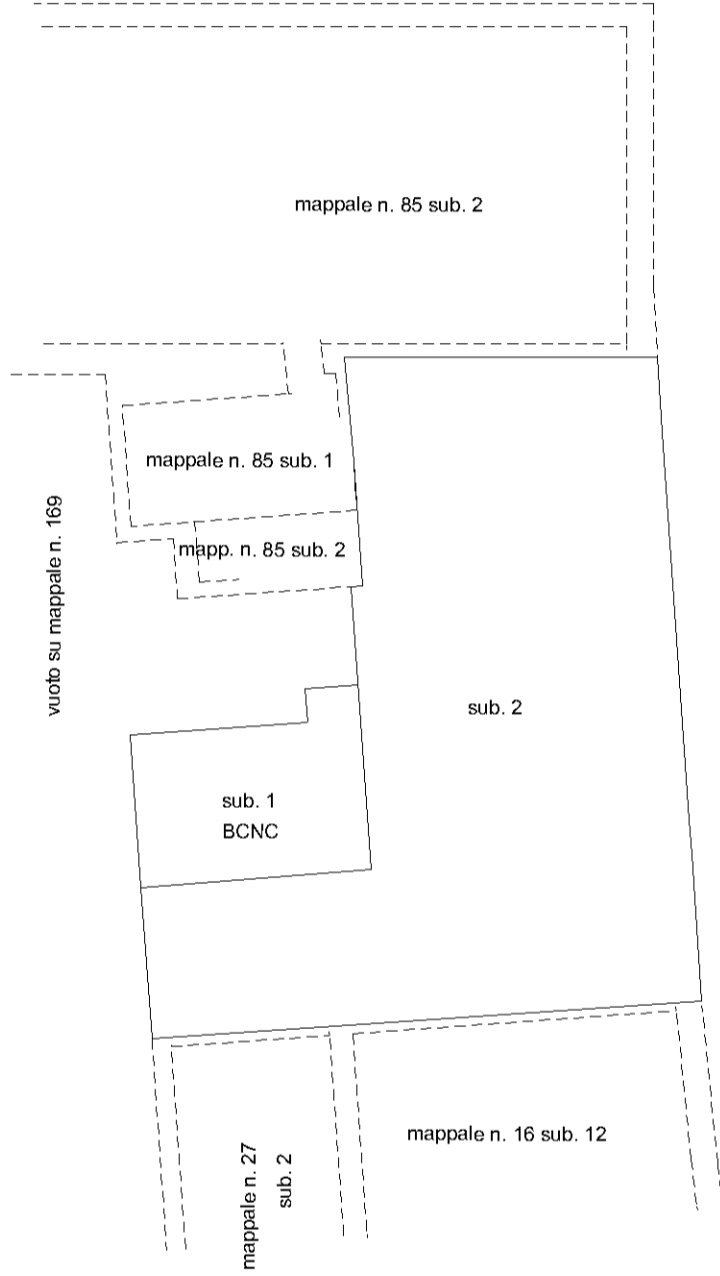 mappale n. 85 sub. 2
mappale n. 85 sub. 1
mapp. n. 85 sub. 2
vuoto su mappale n. 169
sub. 2
sub. 1
BCNC
mappale n. 16 sub. 12
mappale n. 27
sub. 2